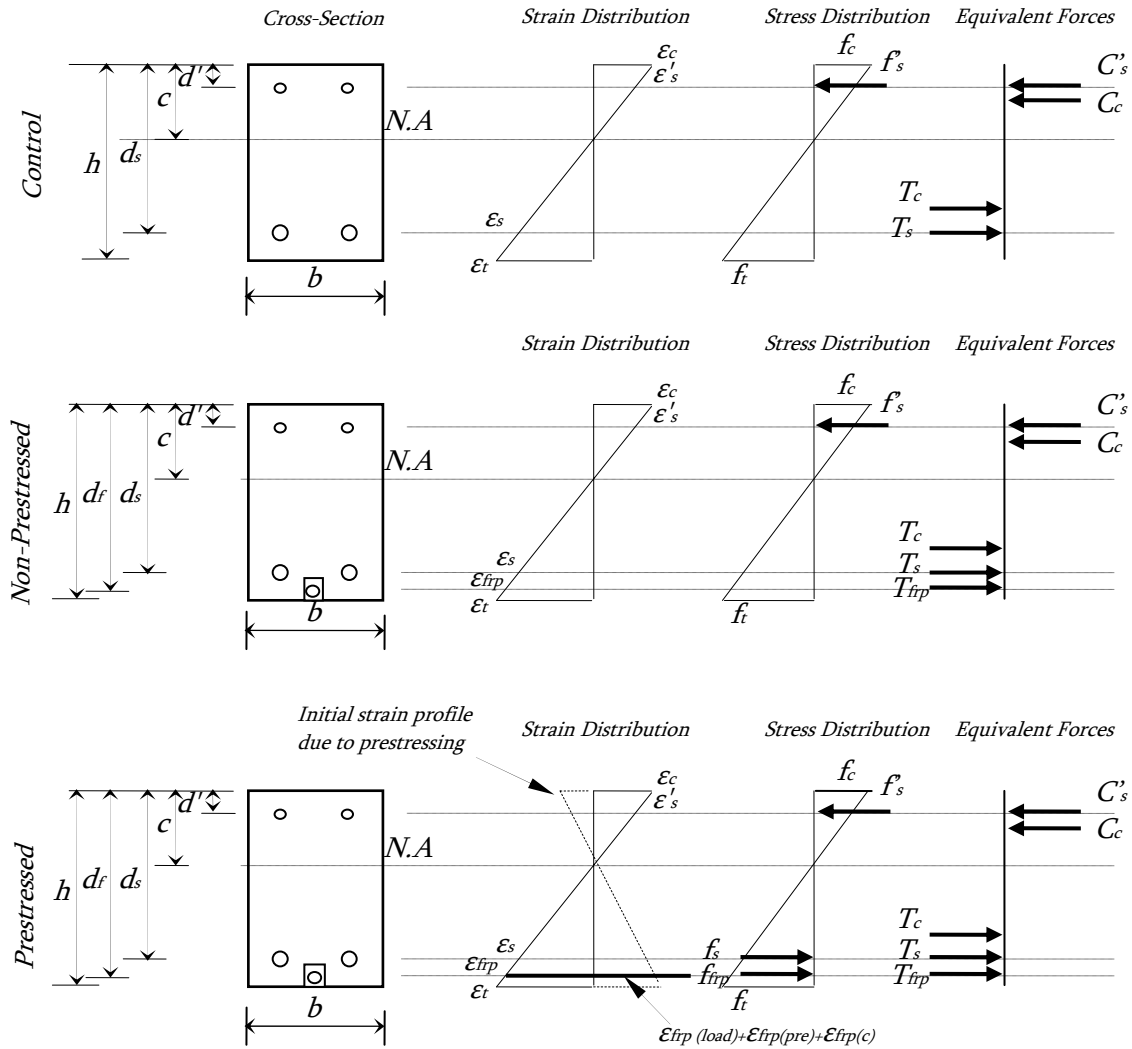 Cross-Section
Strain Distribution
Stress Distribution
Equivalent Forces
Control
h
ds
c
d'
b
N.A
εc
ε's
εs
εt
fc
f's
ft
C's
Cc
Tc
Ts
Strain Distribution
Stress Distribution
Equivalent Forces
Non-Prestressed
h
df
ds
c
d'
b
N.A
εc
ε's
εs
εfrp
εt
fc
f's
ft
C's
Cc
Tc
Ts
Tfrp
Initial strain profile
due to prestressing
Strain Distribution
Stress Distribution
Equivalent Forces
Prestressed
h
df
ds
c
d'
b
N.A
εc
ε's
εs
εfrp
εt
εfrp (load)+εfrp(pre)+εfrp(c)
fc
f's
fs
ffrp
ft
C's
Cc
Tc
Ts
Tfrp